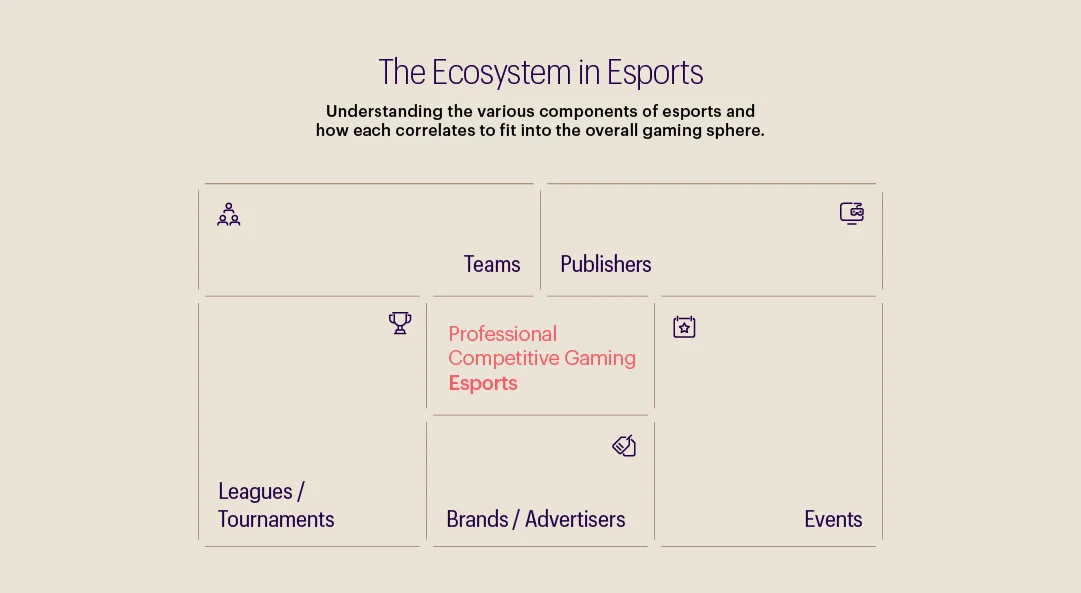 The Ecosystem in Esports
Understanding the various components of esports and
how each correlates to fit into the overall gaming sphere.
Teams
Publishers
Professional
Competitive Gaming
Esports
Leagues /
Tournaments
Brands / Advertisers
Events